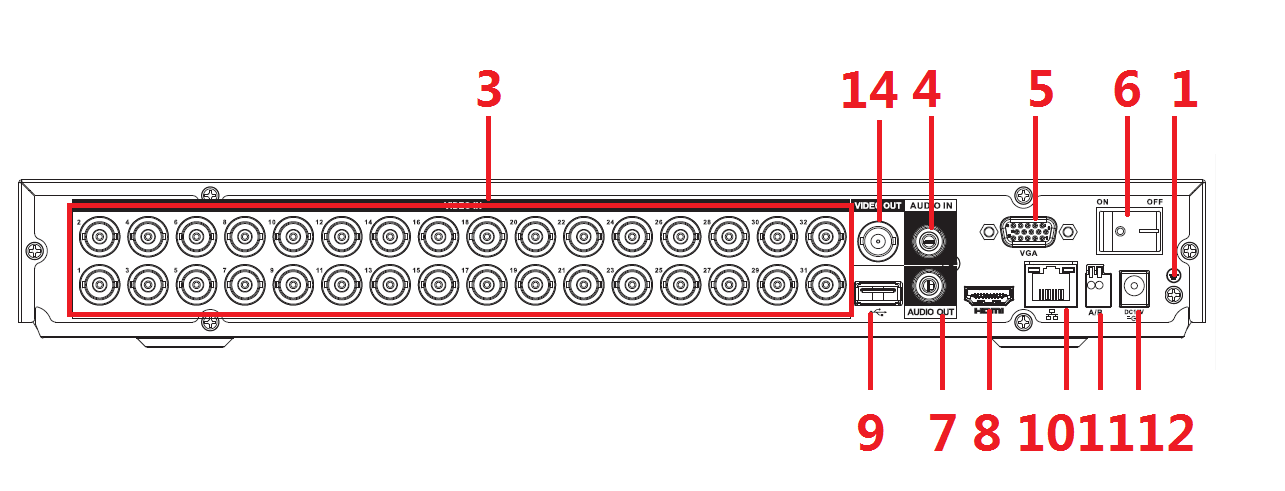 3 14 4 5 6 1
VIDEO OUT AUDIO IN
ON OFF
2 4 6 8 10 12 14 16 18 20 22 24 26 28 30 32
VGA
1 3 5 7 9 11 13 15 17 19 21 23 25 27 29 31
AUDIO OUT
9 7 8 10 11 12